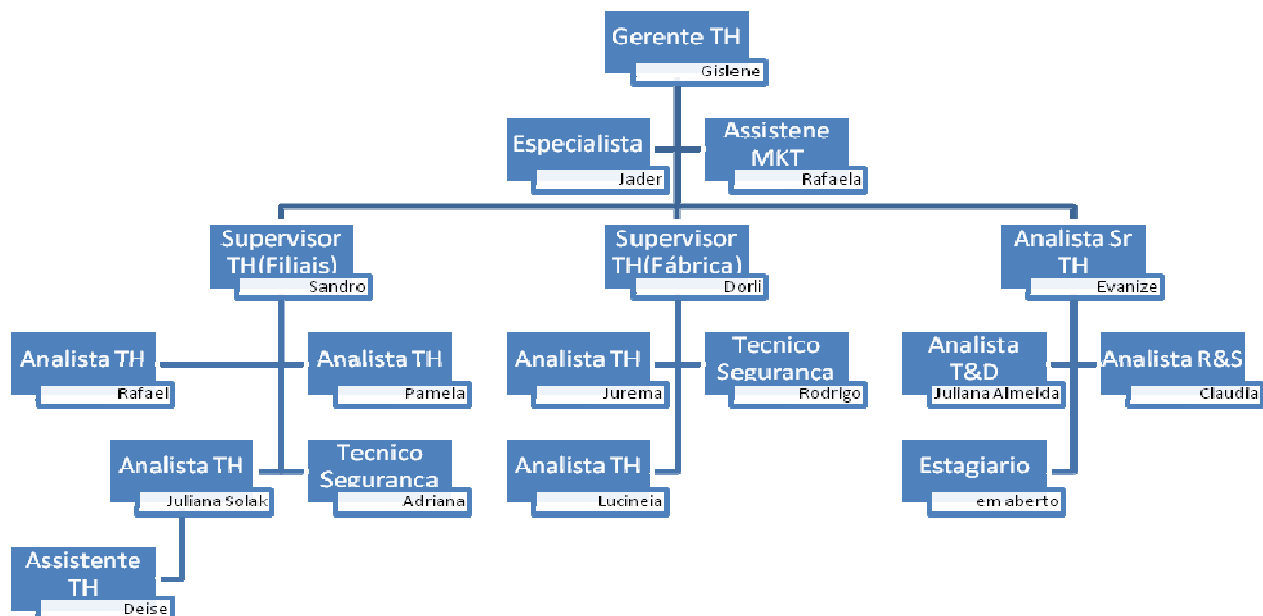 Gerente TH
Gislene
Especialista
Jader
Assistene
MKT
Rafaela
Supervisor
TH(Filiais)
Sandro
Supervisor
TH(Fábrica)
Dorli
Analista Sr
TH
Evanize
Analista TH
Rafael
Analista TH
Pamela
Analista TH
Jurema
Tecnico
Seguranca
Rodrigo
Analista
T&D
Juliana Almeida
Analista R&S
Claudia
Analista TH
Juliana Solak
Tecnico
Seguranca
Adriana
Analista TH
Lucineia
Estagiario
em aberto
Assistente
TH
Deise